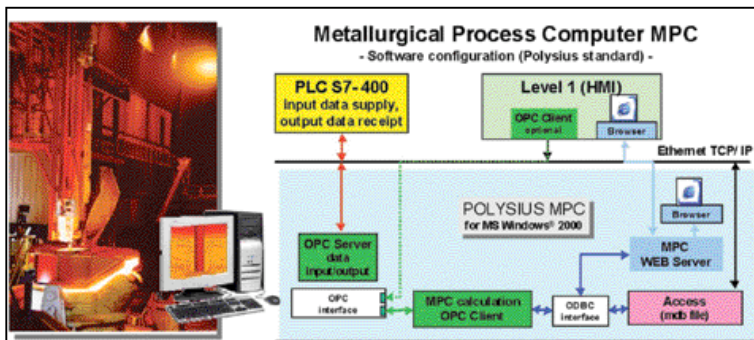 Metallurgical Process Computer MPC
- Software configuration (Polysius standard) -
PLC S7-400
input data supply,
output data receipt
Level 1 (HMI)
OPC Client
optional
Browser
Ethernet TCP/ IP
POLYSIUS MPC
for MS Windows® 2000
Browser
OPC Server
data
input/output
MPC
WEB Server
OPC
interface
MPC calculation
OPC Client
ODBC
interface
Access
(mdb file)